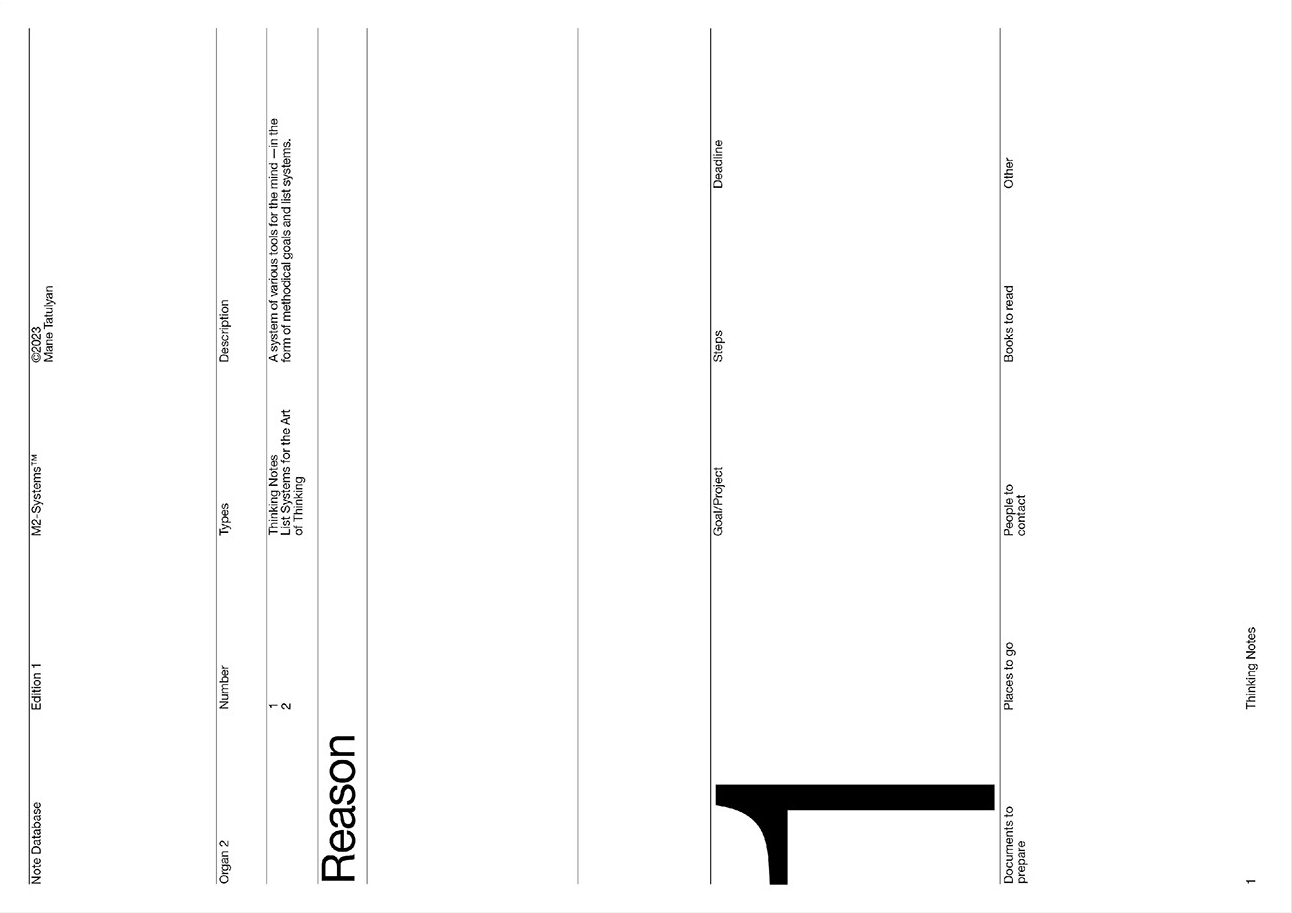 Note Database
Edition 1
M2-Systems™
©2023
Mane Tatulyan
Organ 2
Number
Types
Description
1
2
Thinking Notes
List Systems for the Art
of Thinking
A system of various tools for the mind —in the
form of methodical goals and list systems.
Reason
1
Goal/Project
Steps
Deadline
Documents to
prepare
Places to go
People to
contact
Books to read
Other
1
Thinking Notes